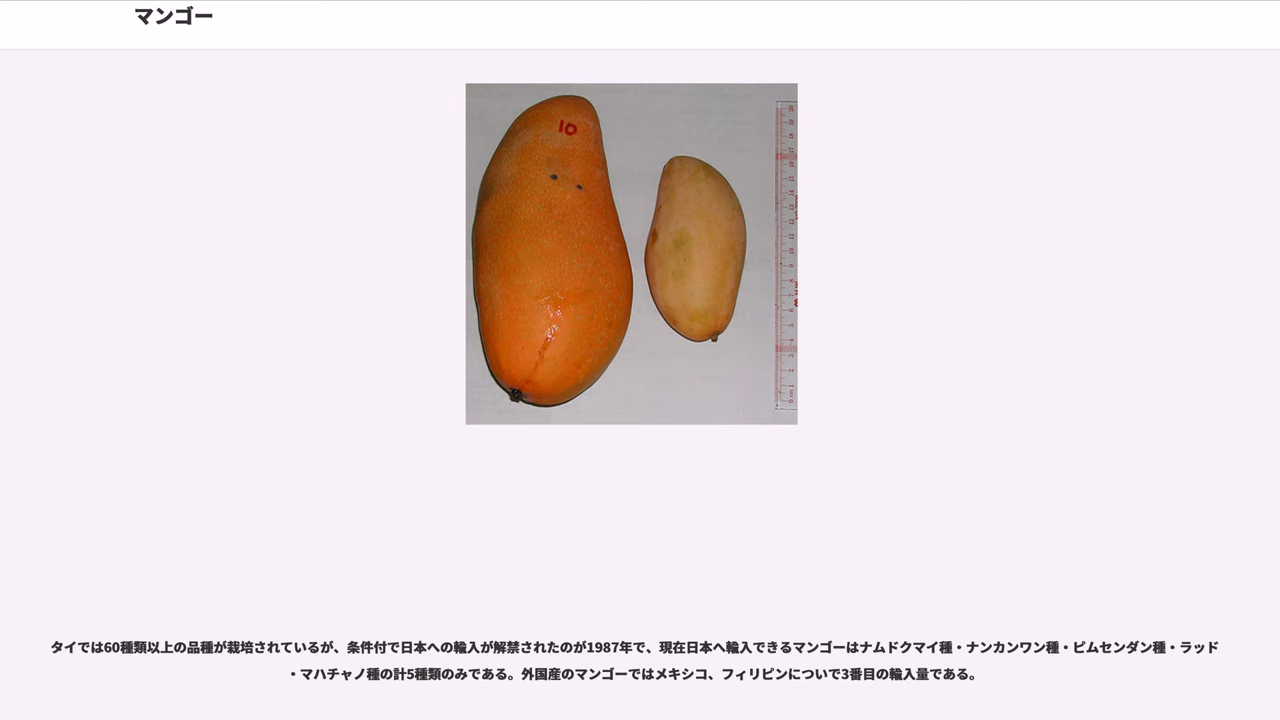 マンゴー
10
タイでは60種類以上の品種が栽培されているが、条件付で日本への輸入が解禁されたのが1987年で、現在日本へ輸入できるマンゴーはナムドクマイ種・ナンカンワン種・ピムセンダン種・ラッド
・マハチャノ種の計5種類のみである。外国産のマンゴーではメキシコ、フィリピンについで3番目の輸入量である。